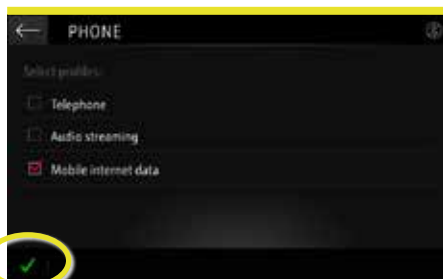 PHONE
Select profiles:
Telephone
Audio streaming
Mobile internet data